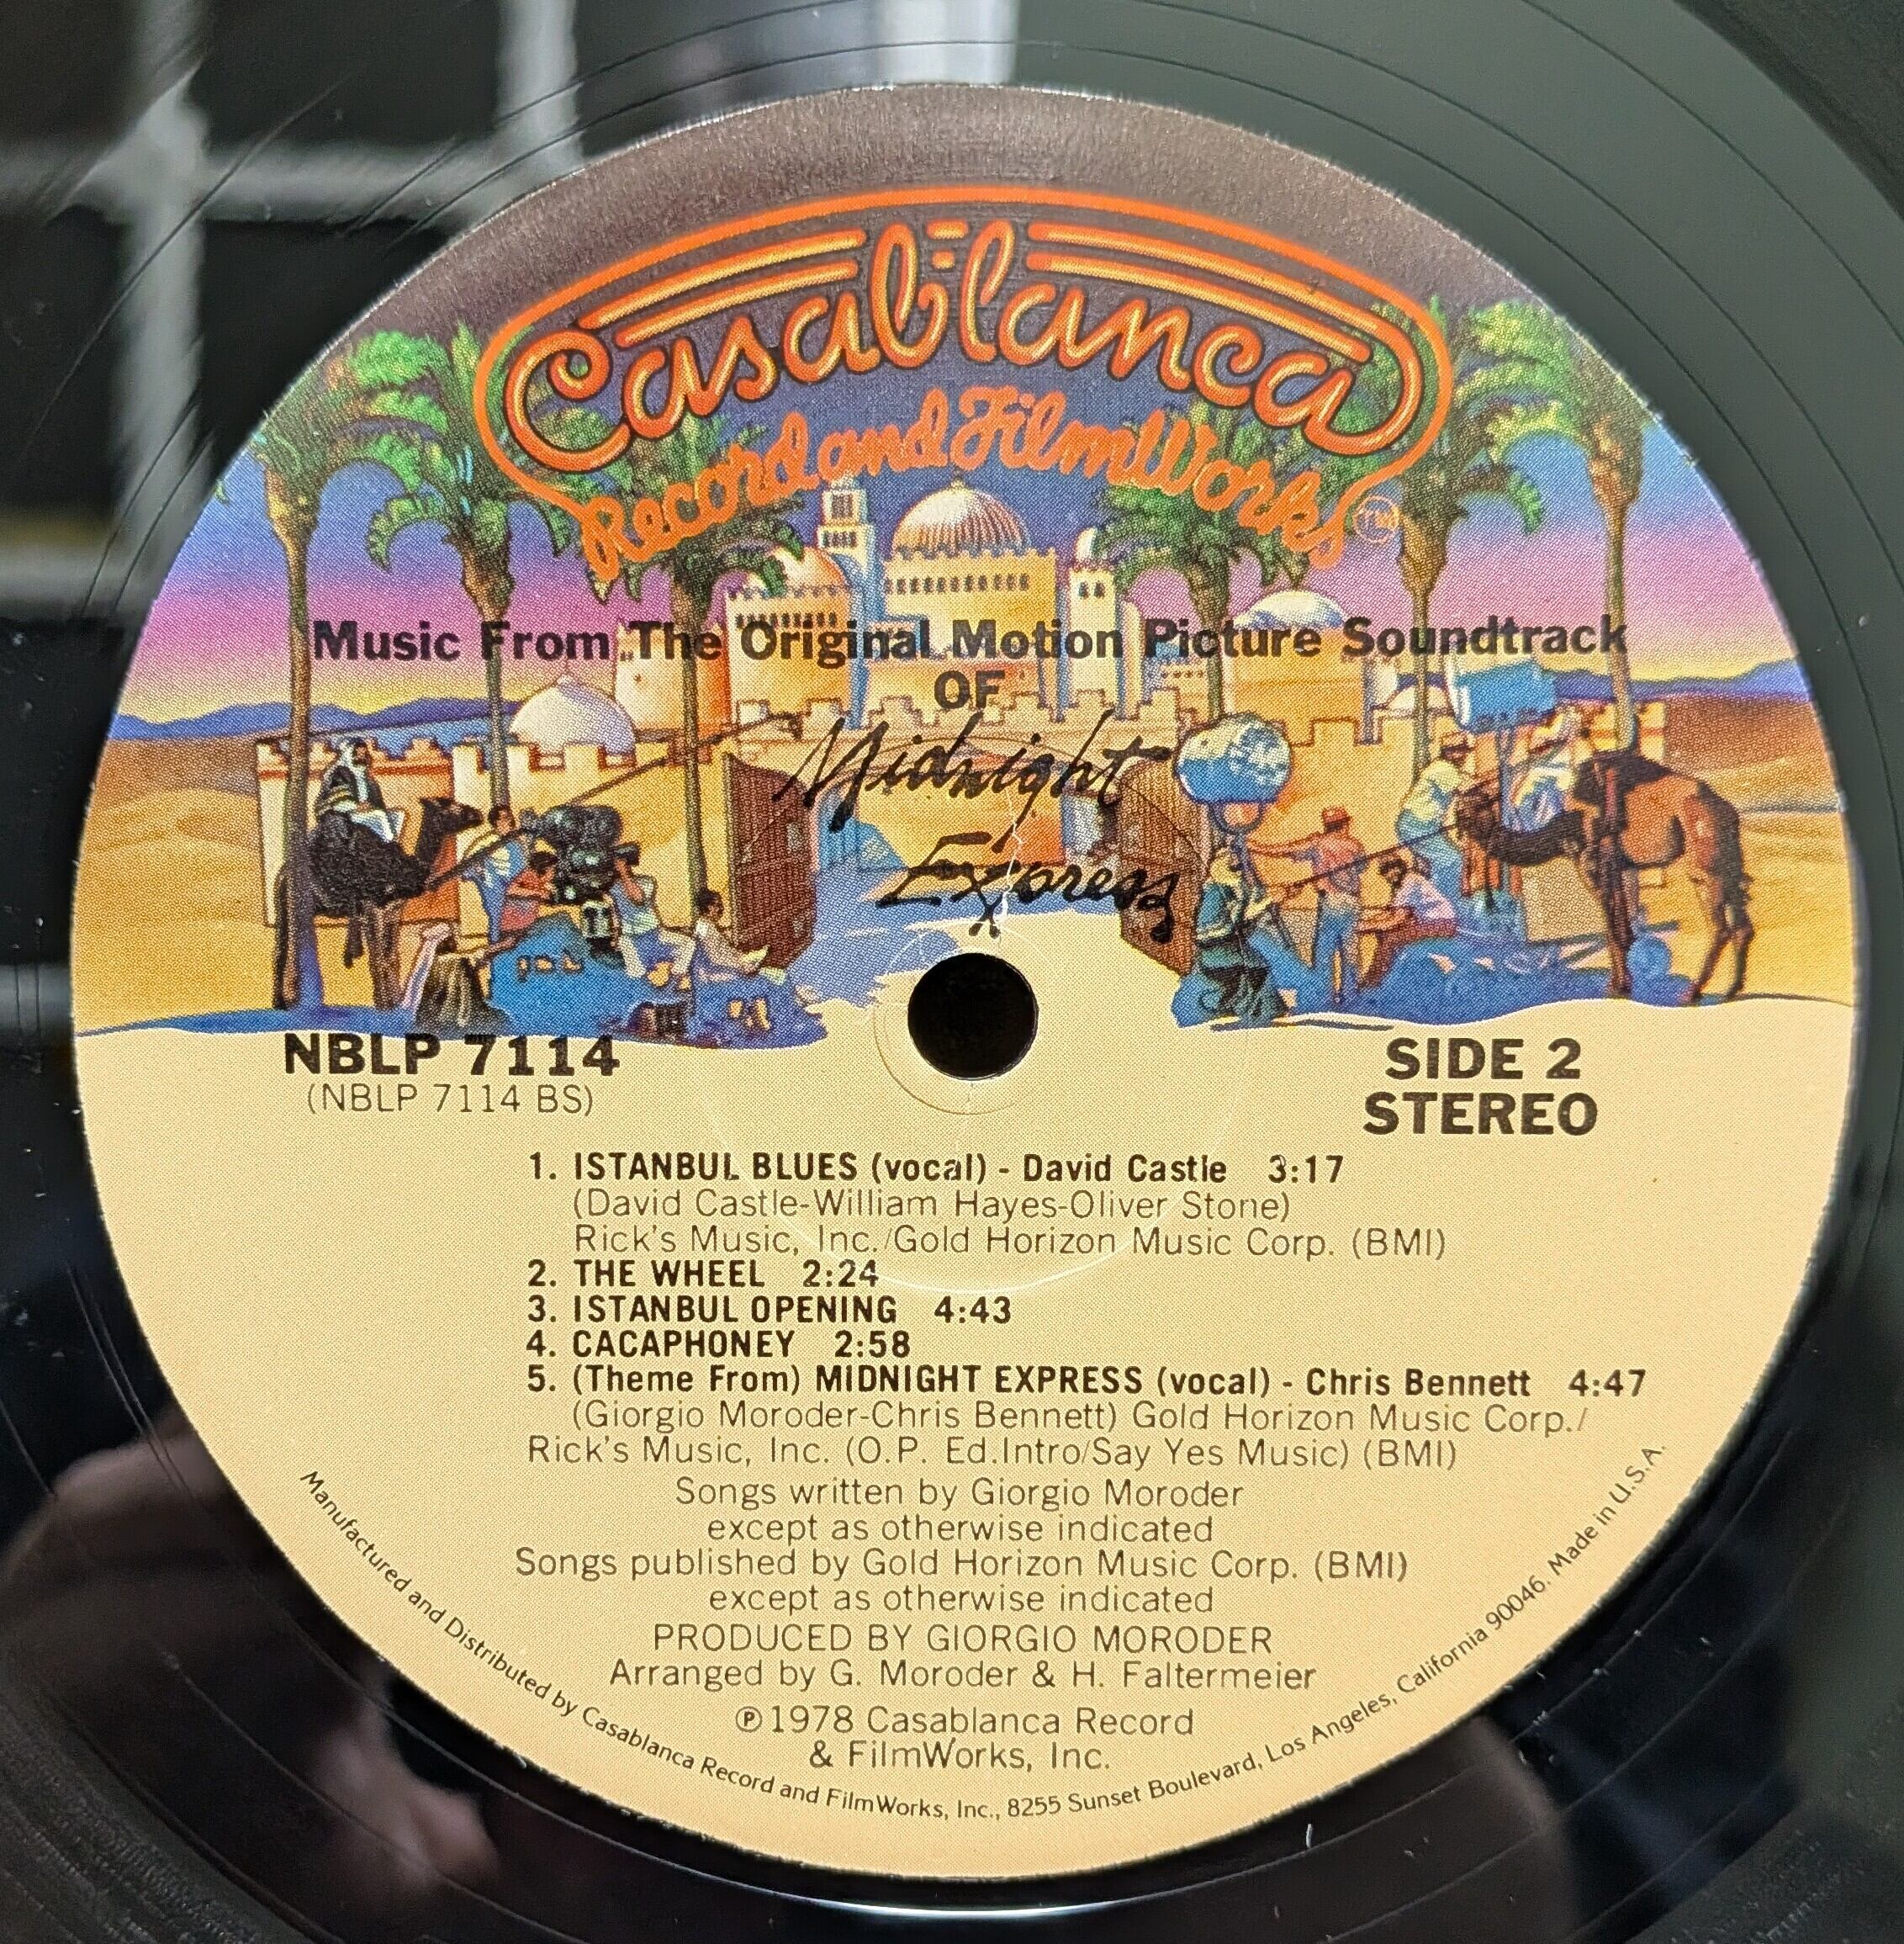 Casablanca
Record and FilmWorks
TM
Music From The Original Motion Picture Soundtrack
OF
Midnight
Express
NBLP 7114
(NBLP 7114 BS)
SIDE 2
STEREO
1. ISTANBUL BLUES (vocal) - David Castle 3:17
(David Castle-William Hayes-Oliver Stone)
Rick's Music, Inc./Gold Horizon Music Corp. (BMI)
2. THE WHEEL 2:24
3. ISTANBUL OPENING 4:43
4. CACAPHONEY 2:58
5. (Theme From) MIDNIGHT EXPRESS (vocal) - Chris Bennett 4:47
(Giorgio Moroder-Chris Bennett) Gold Horizon Music Corp./
Rick's Music, Inc. (O.P. Ed.Intro/Say Yes Music) (BMI)
Songs written by Giorgio Moroder
except as otherwise indicated
Songs published by Gold Horizon Music Corp. (BMI)
except as otherwise indicated
PRODUCED BY GIORGIO MORODER
Arranged by G. Moroder & H. Faltermeier
℗1978 Casablanca Record
& FilmWorks, Inc.
Manufactured and Distributed by Casablanca Record and FilmWorks, Inc., 8255 Sunset Boulevard, Los Angeles, California 90046. Made in U.S.A.